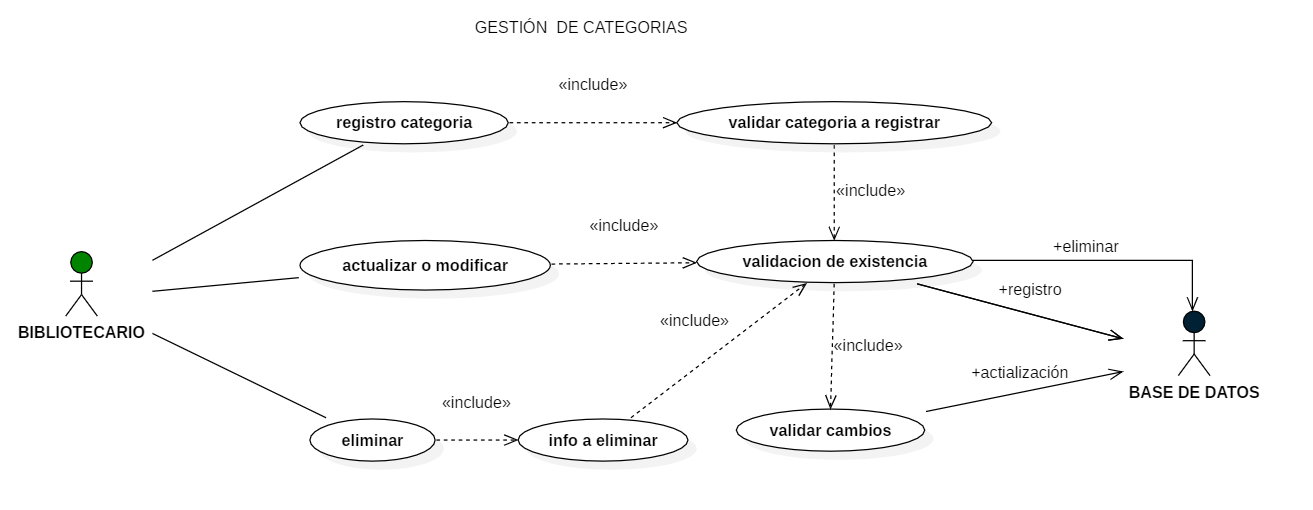 GESTIÓN  DE CATEGORIAS
«include»
registro categoria
validar categoria a registrar
«include»
«include»
actualizar o modificar
validacion de existencia
+eliminar
+registro
BIBLIOTECARIO
«include»
«include»
+actialización
BASE DE DATOS
«include»
eliminar
info a eliminar
validar cambios